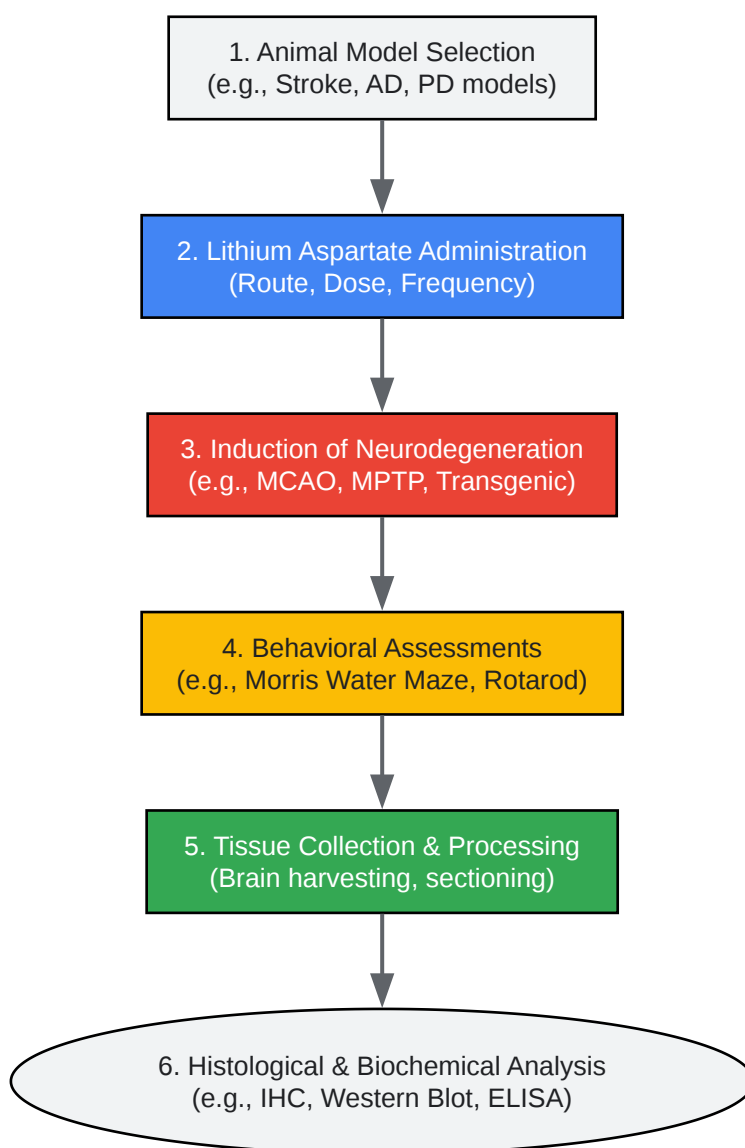 1. Animal Model Selection
(e.g., Stroke, AD, PD models)
2. Lithium Aspartate Administration
(Route, Dose, Frequency)
3. Induction of Neurodegeneration
(e.g., MCAO, MPTP, Transgenic)
4. Behavioral Assessments
(e.g., Morris Water Maze, Rotarod)
5. Tissue Collection & Processing
(Brain harvesting, sectioning)
6. Histological & Biochemical Analysis
(e.g., IHC, Western Blot, ELISA)